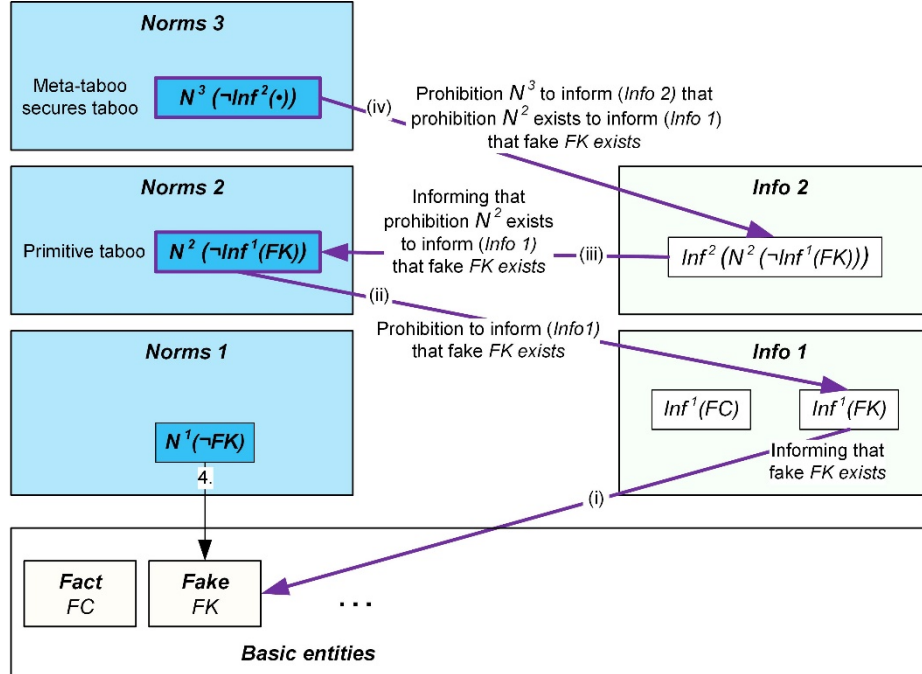 Norms 3
Meta-taboo
secures taboo
N³ (¬Inf²(•))
(iv)
Prohibition N³ to inform (Info 2) that
prohibition N² exists to inform (Info 1)
that fake FK exists
Norms 2
Primitive taboo
N² (¬Inf¹(FK))
Informing that
prohibition N² exists
to inform (Info 1)
that fake FK exists
(iii)
Info 2
Inf² (N² (¬Inf¹(FK)))
(ii)
Prohibition to inform (Info1)
that fake FK exists
Norms 1
N¹(¬FK)
4.
Info 1
Inf¹(FC)
Inf¹(FK)
Informing that
fake FK exists
(i)
Fact
FC
Fake
FK
...
Basic entities